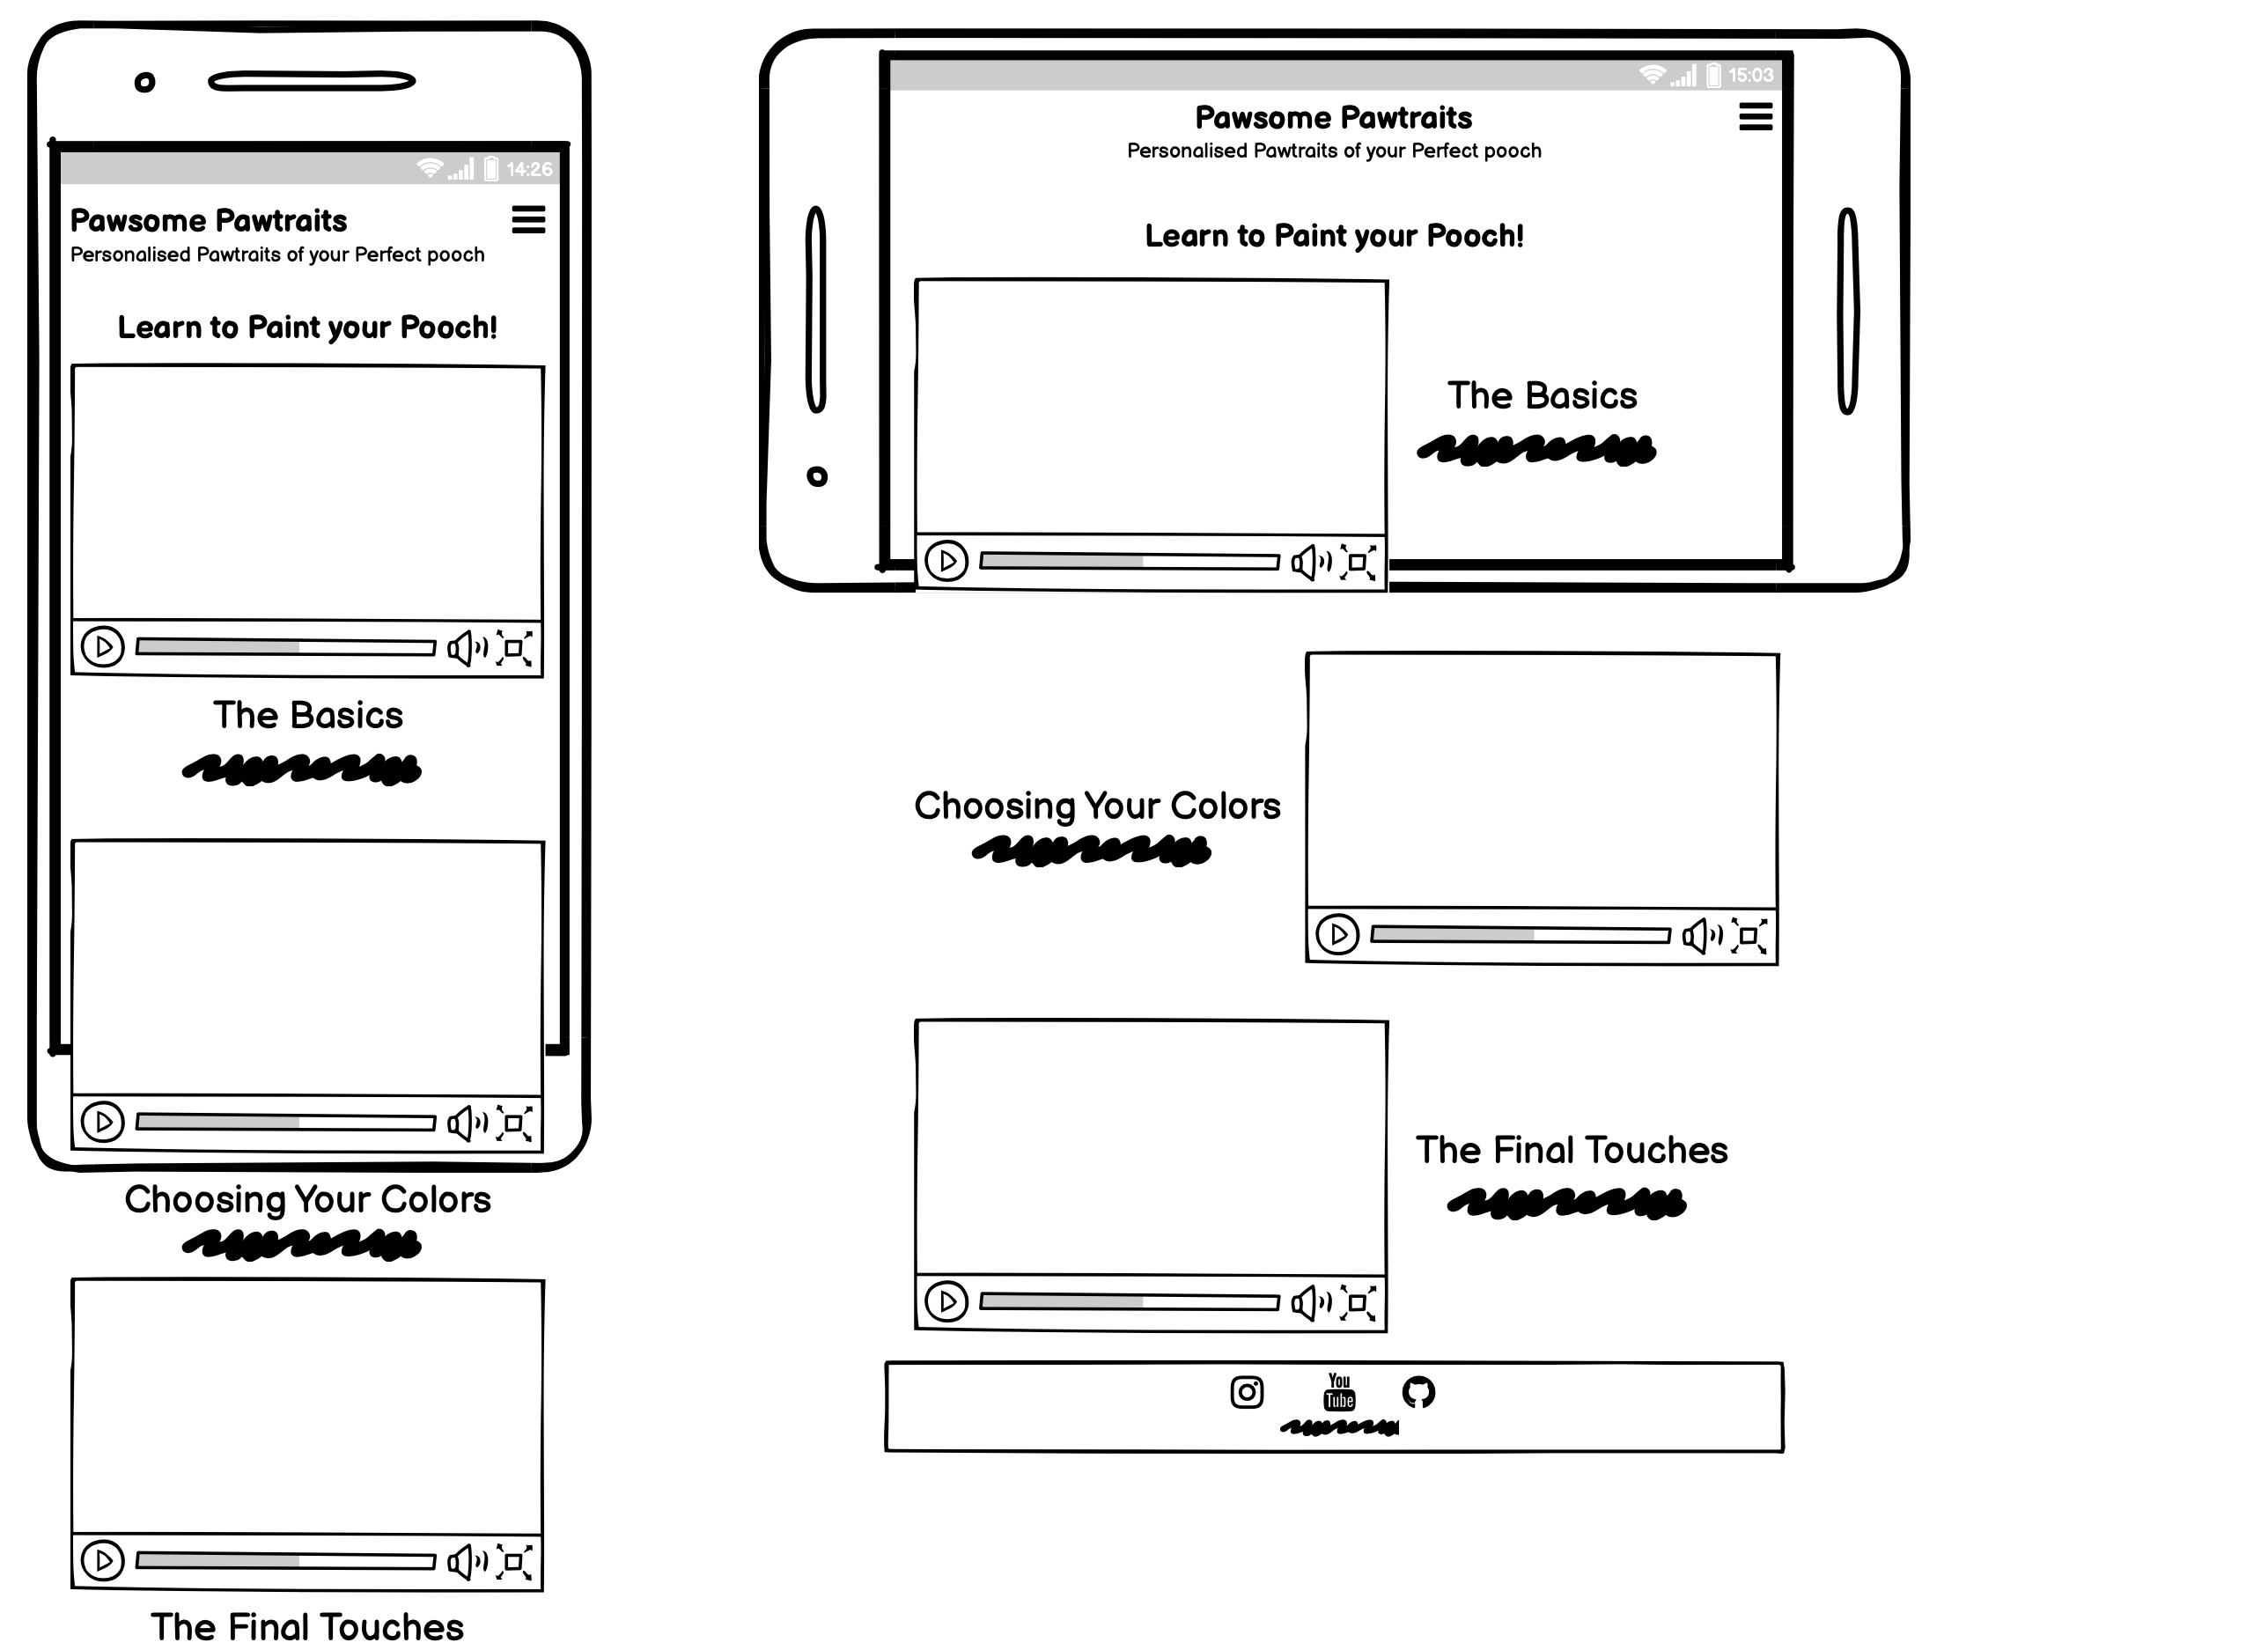 14:26
Pawsome Pawtraits
Personalised Pawtraits of your Perfect pooch
Learn to Paint your Pooch!
The Basics
Choosing Your Colors
The Final Touches
15:03
Pawsome Pawtraits
Personalised Pawtraits of your Perfect pooch
Learn to Paint your Pooch!
The Basics
Choosing Your Colors
The Final Touches
You
Tube